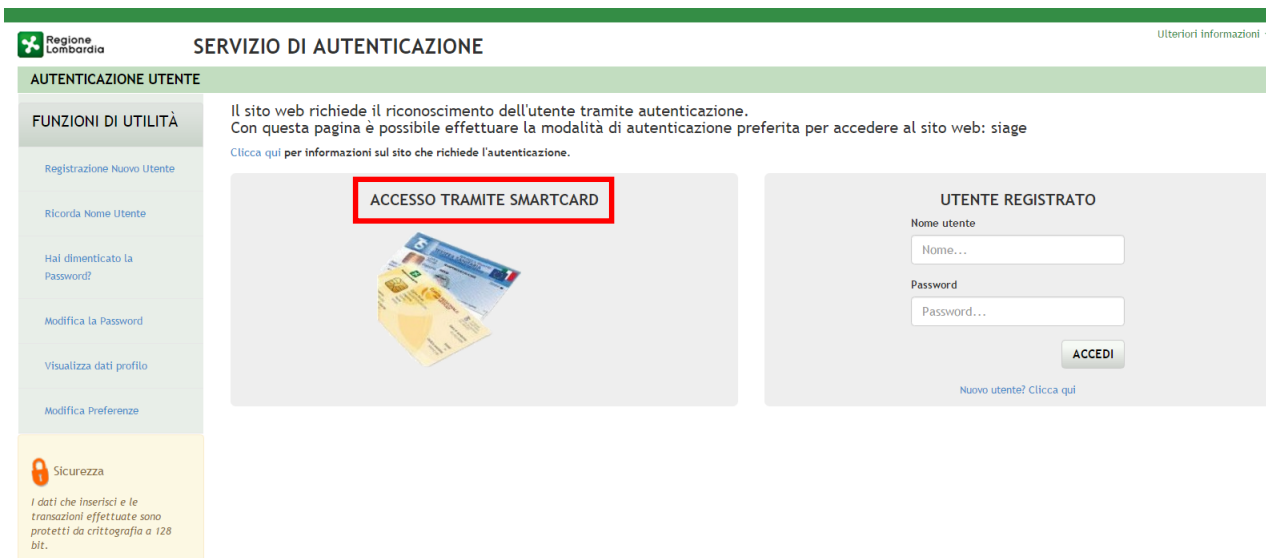 Regione
Lombardia
SERVIZIO DI AUTENTICAZIONE
Ulteriori informazioni
AUTENTICAZIONE UTENTE
FUNZIONI DI UTILITÀ
Registrazione Nuovo Utente
Ricorda Nome Utente
Hai dimenticato la
Password?
Modifica la Password
Visualizza dati profilo
Modifica Preferenze
Sicurezza
I dati che inserisci e le
transazioni effettuate sono
protetti da crittografia a 128
bit.
Il sito web richiede il riconoscimento dell'utente tramite autenticazione.
Con questa pagina è possibile effettuare la modalità di autenticazione preferita per accedere al sito web: siage
Clicca qui per informazioni sul sito che richiede l'autenticazione.
ACCESSO TRAMITE SMARTCARD
UTENTE REGISTRATO
Nome utente
Nome...
Password
Password...
ACCEDI
Nuovo utente? Clicca qui